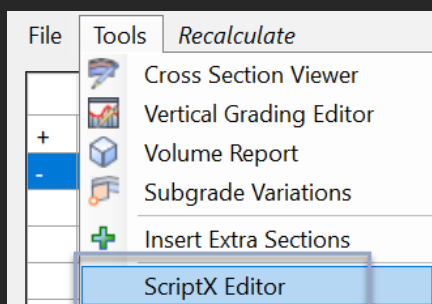 File Tools Recalculate
Cross Section Viewer
+ Vertical Grading Editor
- Volume Report
Subgrade Variations
Insert Extra Sections
ScriptX Editor